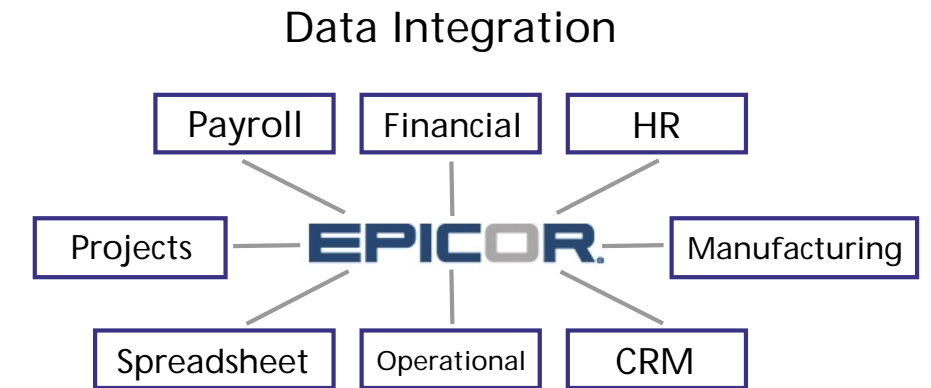 Data Integration
Payroll
Financial
HR
Projects
EPICOR.
Manufacturing
Spreadsheet
Operational
CRM